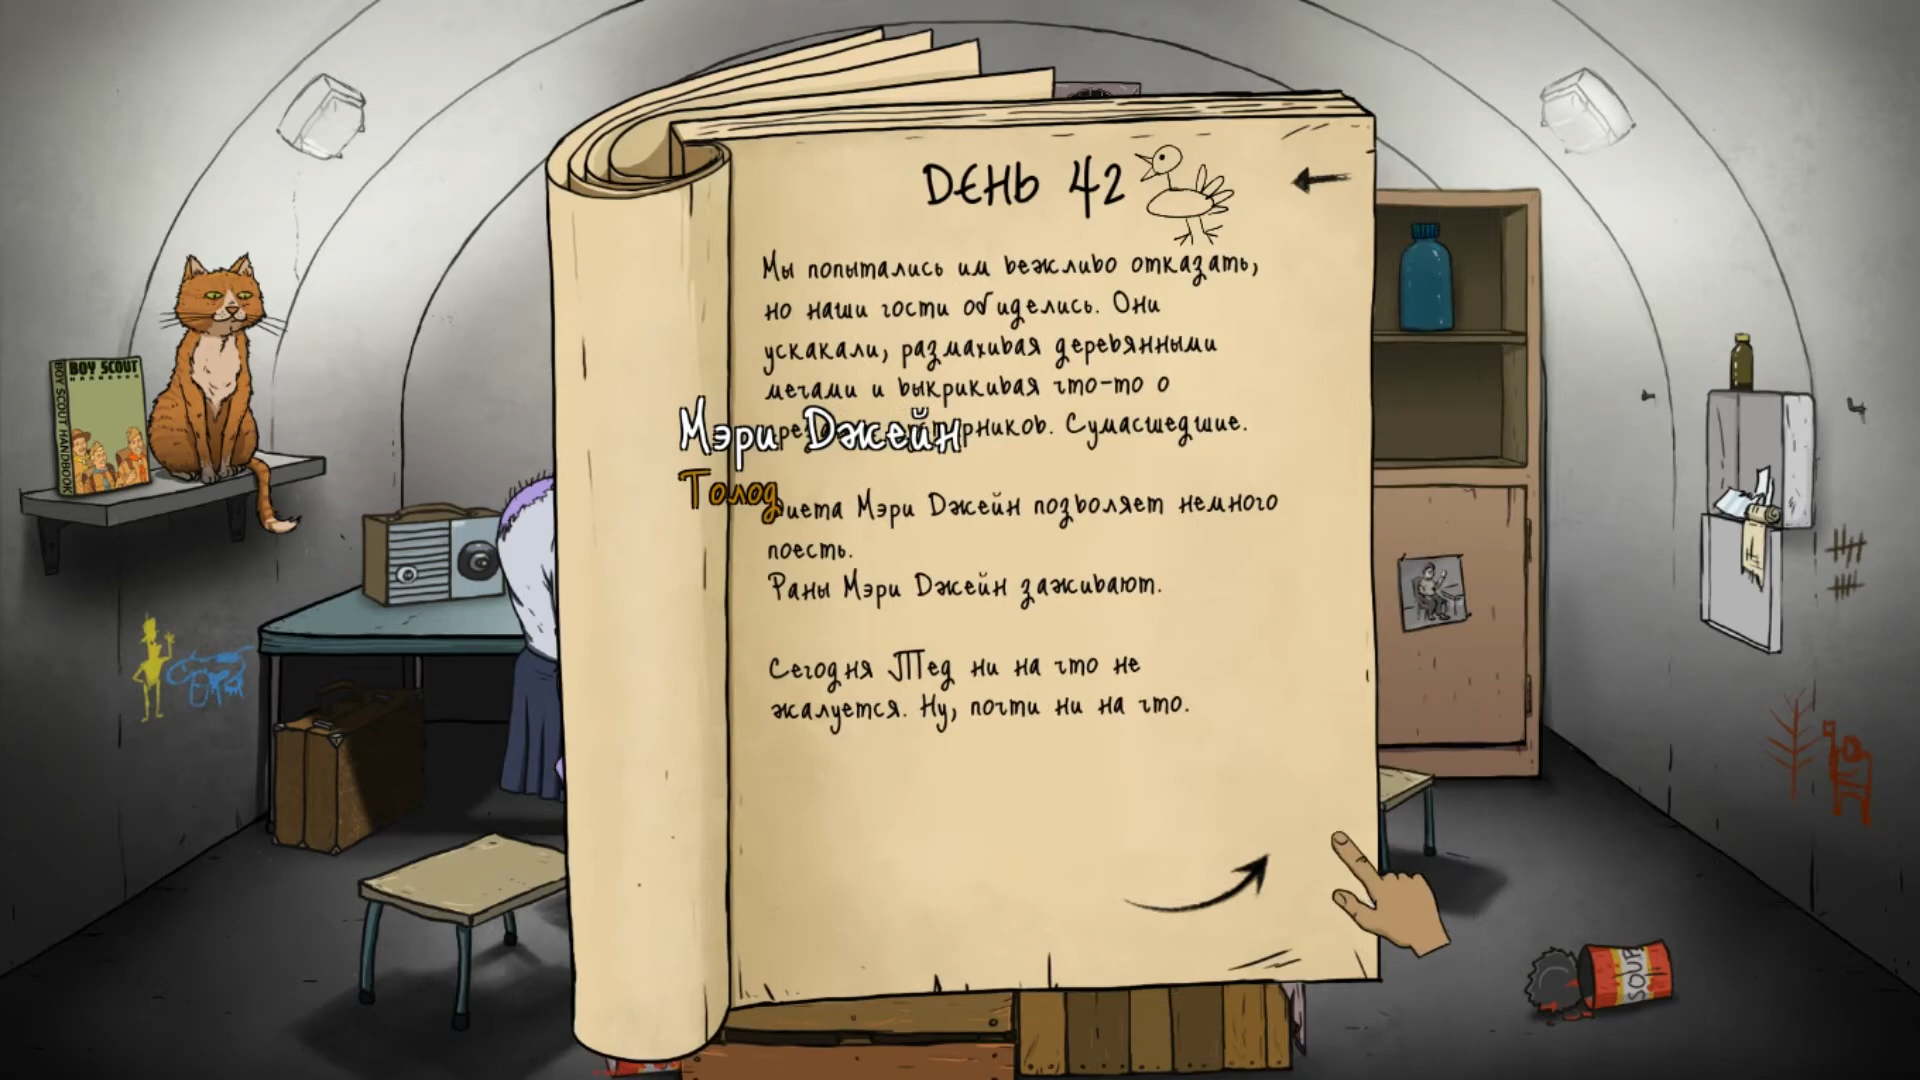 ДЕНЬ 42
Мы попытались им вежливо отказать,
но наши гости обиделись. Они
ускакали, размахивая деревянными
мечами и выкрикивая что-то о
Сумасшедшие.
Мэри Джейн
Голод
Диета Мэри Джейн позволяет немного
поесть.
Раны Мэри Джейн заживают.
Сегодня Тед ни на что не
жалуется. Ну, почти ни на что.
BOY SCOUT
HANDBOOK
BOY SCOUT HANDBOOK
SOUP